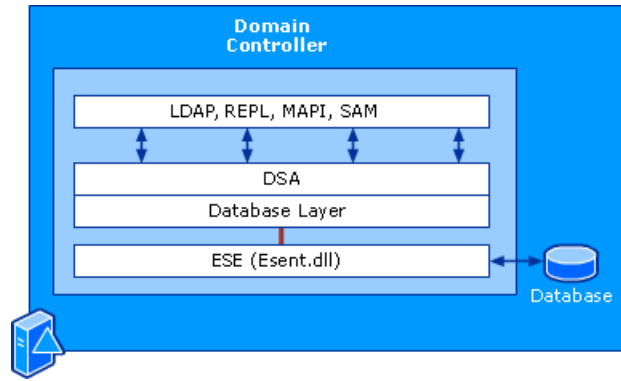 Domain
Controller
LDAP, REPL, MAPI, SAM
DSA
Database Layer
ESE (Esent.dll)
Database